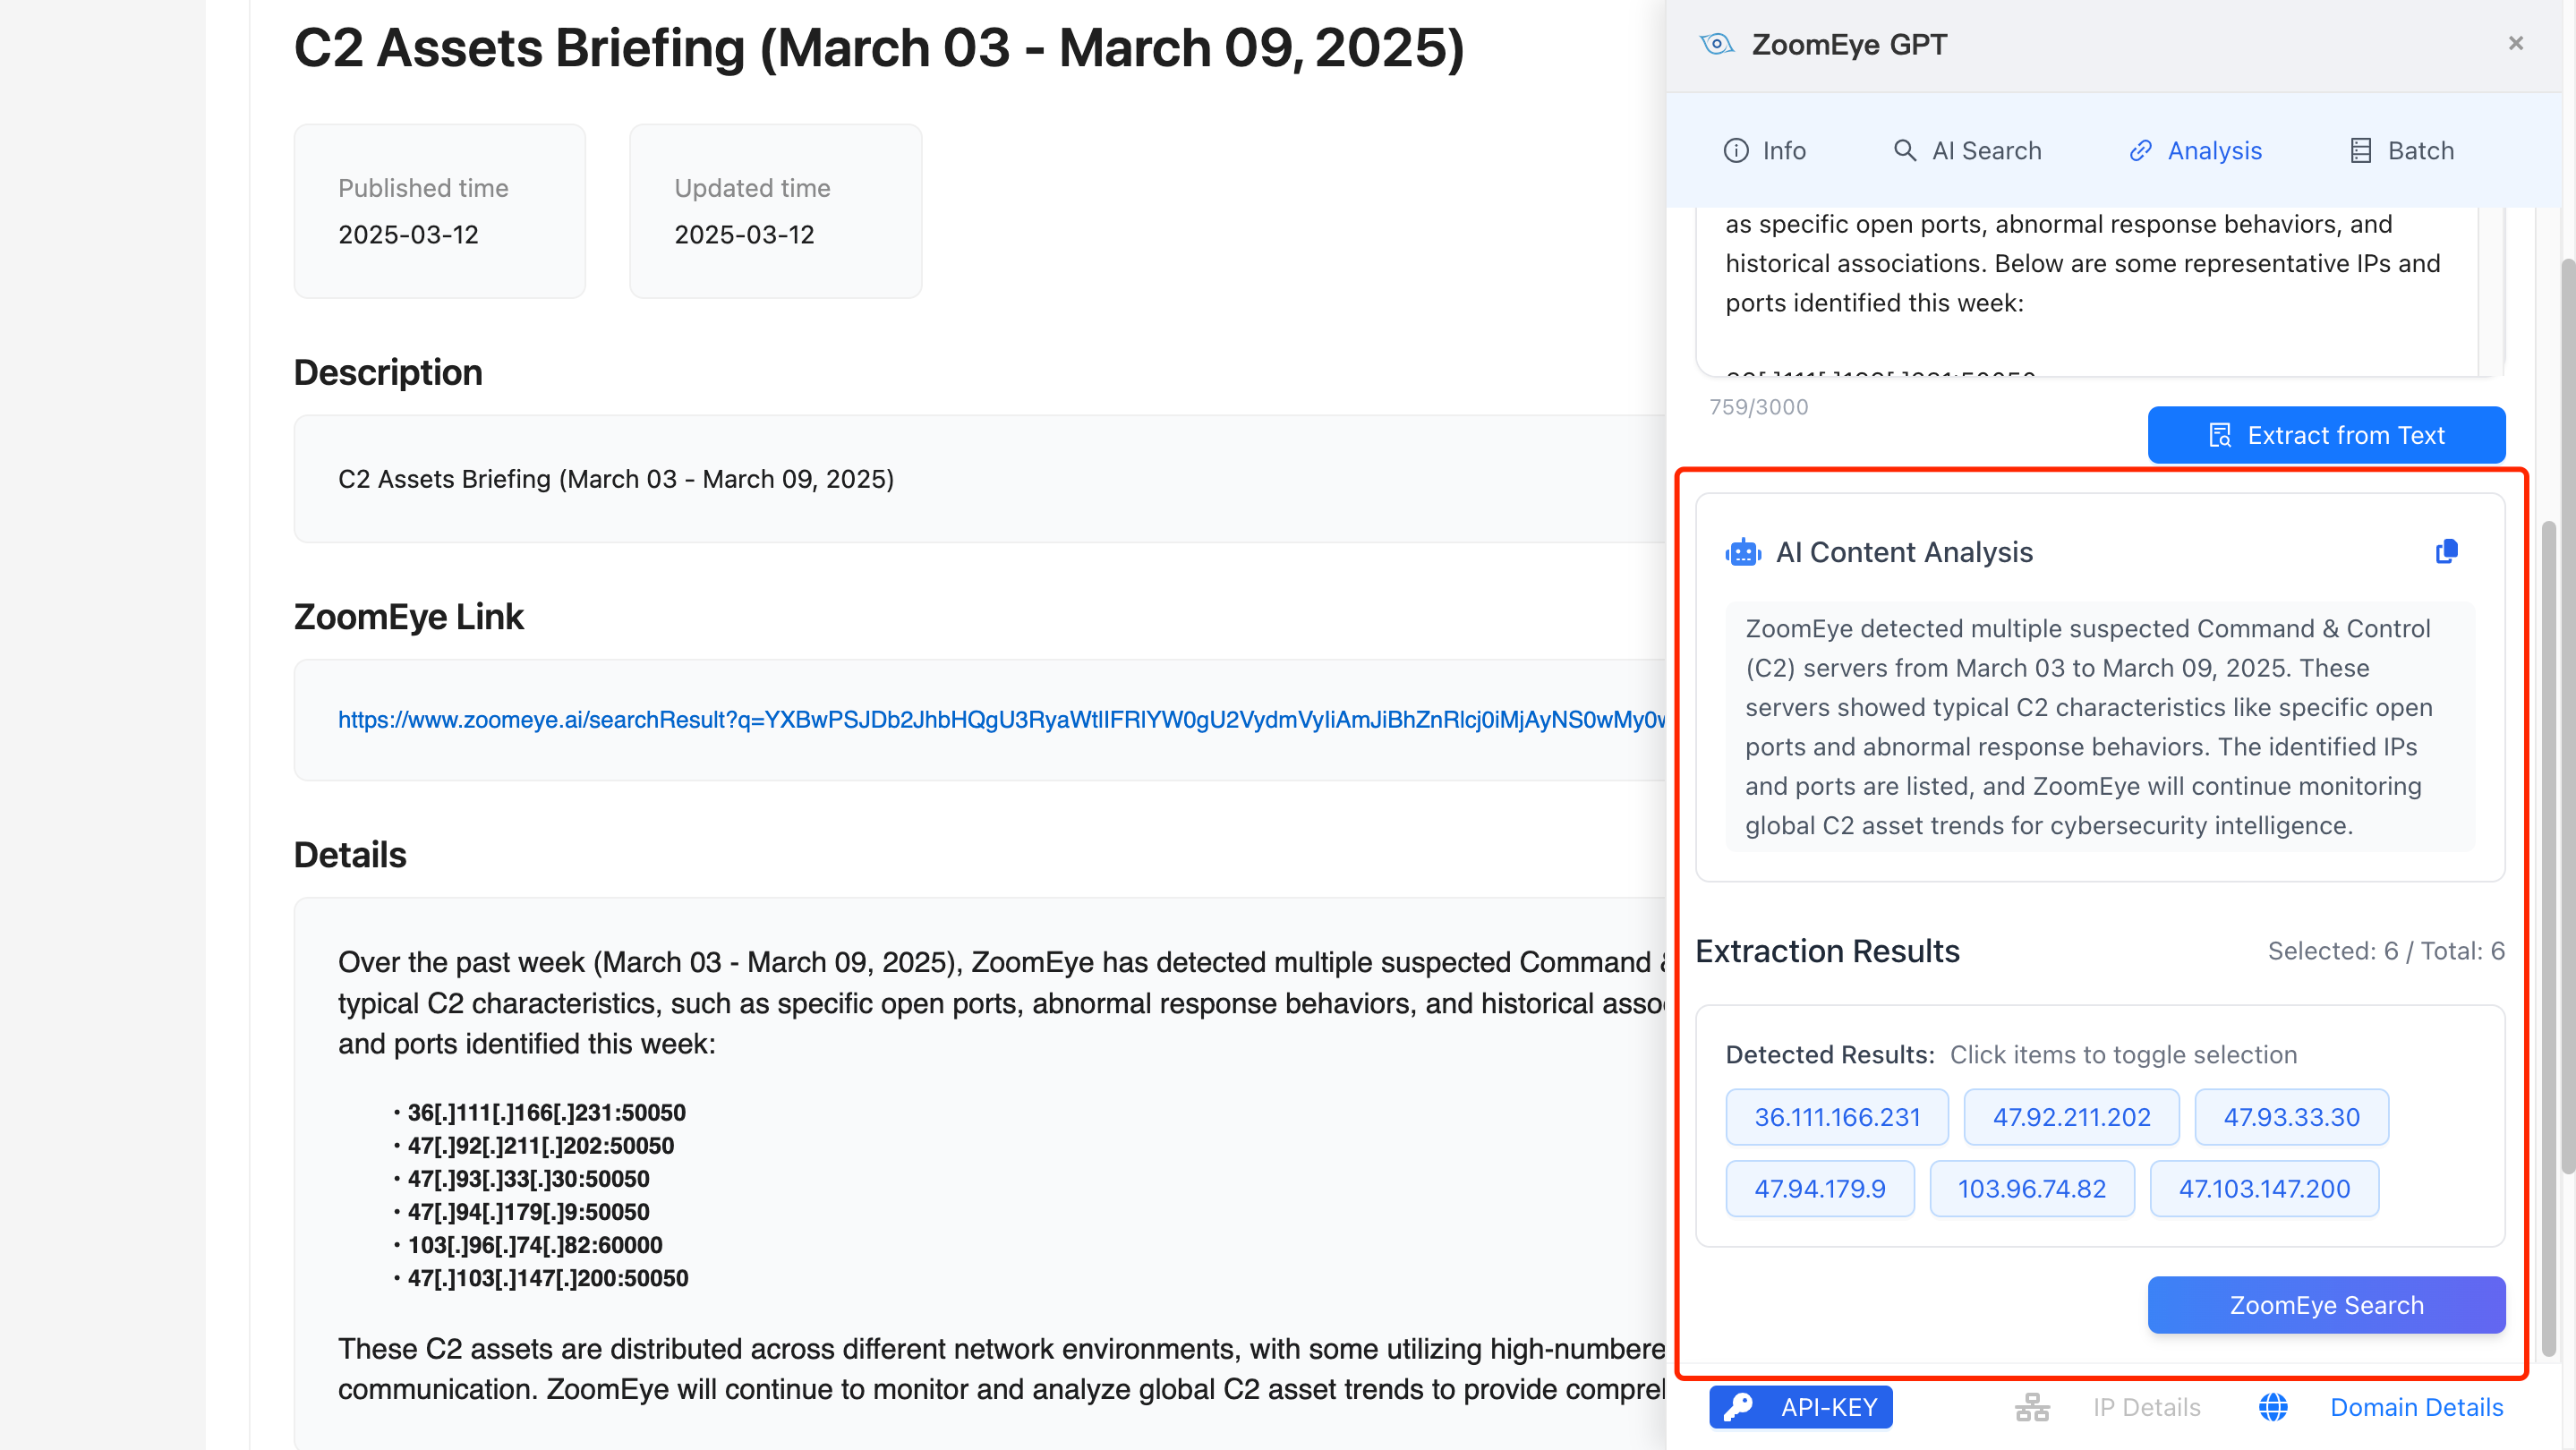 C2 Assets Briefing (March 03 - March 09, 2025)
Published time
2025-03-12
Updated time
2025-03-12
Description
C2 Assets Briefing (March 03 - March 09, 2025)
ZoomEye Link
https://www.zoomeye.ai/searchResult?q=YXBwPSJDb2JhbHQgU3RyaWtlIFRlYW0gU2VydmVyIiAmJiBhZnRlcj0iMjAyNS0wMy0w
Details
Over the past week (March 03 - March 09, 2025), ZoomEye has detected multiple suspected Command &
typical C2 characteristics, such as specific open ports, abnormal response behaviors, and historical asso
and ports identified this week:
• 36[.]111[.]166[.]231:50050
• 47[.]92[.]211[.]202:50050
• 47[.]93[.]33[.]30:50050
• 47[.]94[.]179[.]9:50050
• 103[.]96[.]74[.]82:60000
• 47[.]103[.]147[.]200:50050
These C2 assets are distributed across different network environments, with some utilizing high-numbere
communication. ZoomEye will continue to monitor and analyze global C2 asset trends to provide comprel
ZoomEye GPT
Info
AI Search
Analysis
Batch
as specific open ports, abnormal response behaviors, and
historical associations. Below are some representative IPs and
ports identified this week:
759/3000
Extract from Text
AI Content Analysis
ZoomEye detected multiple suspected Command & Control
(C2) servers from March 03 to March 09, 2025. These
servers showed typical C2 characteristics like specific open
ports and abnormal response behaviors. The identified IPs
and ports are listed, and ZoomEye will continue monitoring
global C2 asset trends for cybersecurity intelligence.
Extraction Results
Selected: 6 / Total: 6
Detected Results: Click items to toggle selection
36.111.166.231
47.92.211.202
47.93.33.30
47.94.179.9
103.96.74.82
47.103.147.200
ZoomEye Search
API-KEY
IP Details
Domain Details